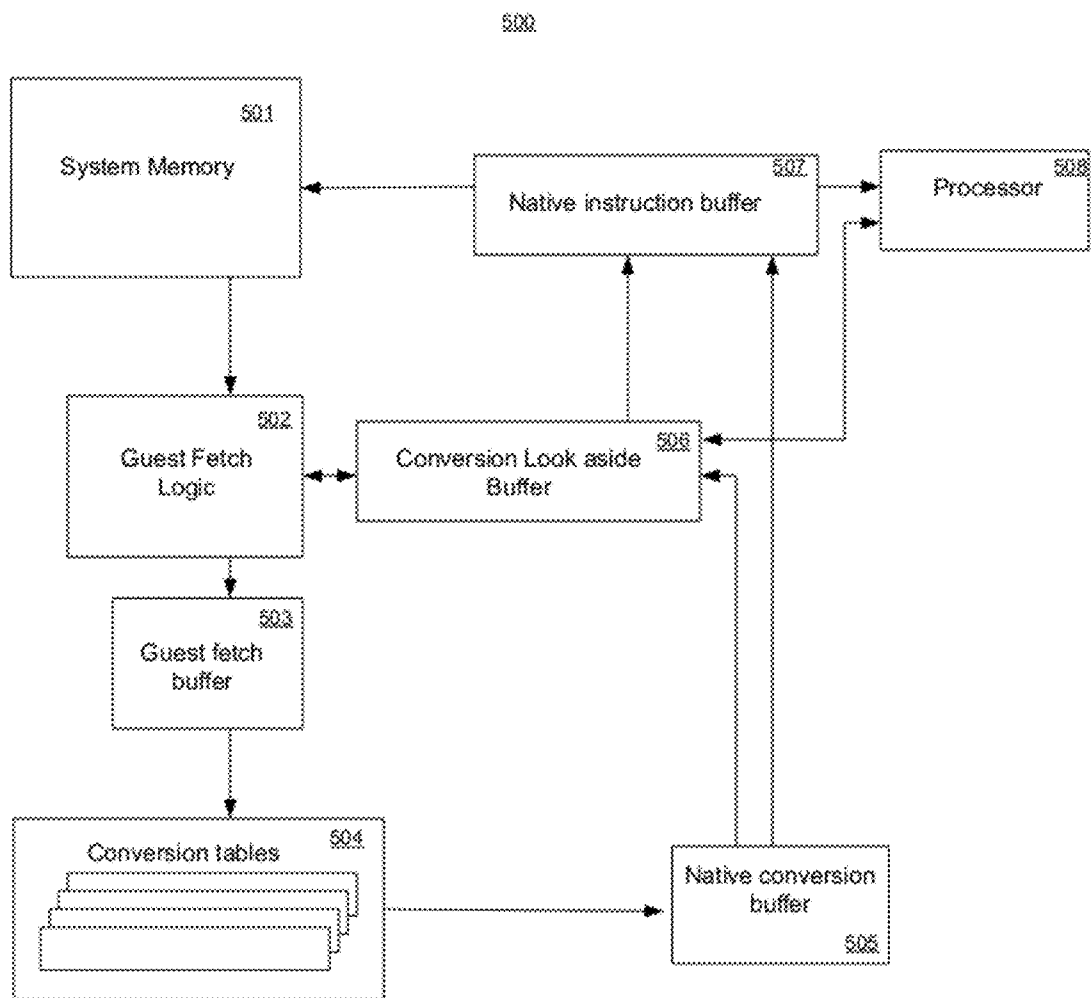 500
501
System Memory
507
Native instruction buffer
508
Processor
502
Guest Fetch
Logic
506
Conversion Look aside
Buffer
503
Guest fetch
buffer
504
Conversion tables
Native conversion
buffer
505